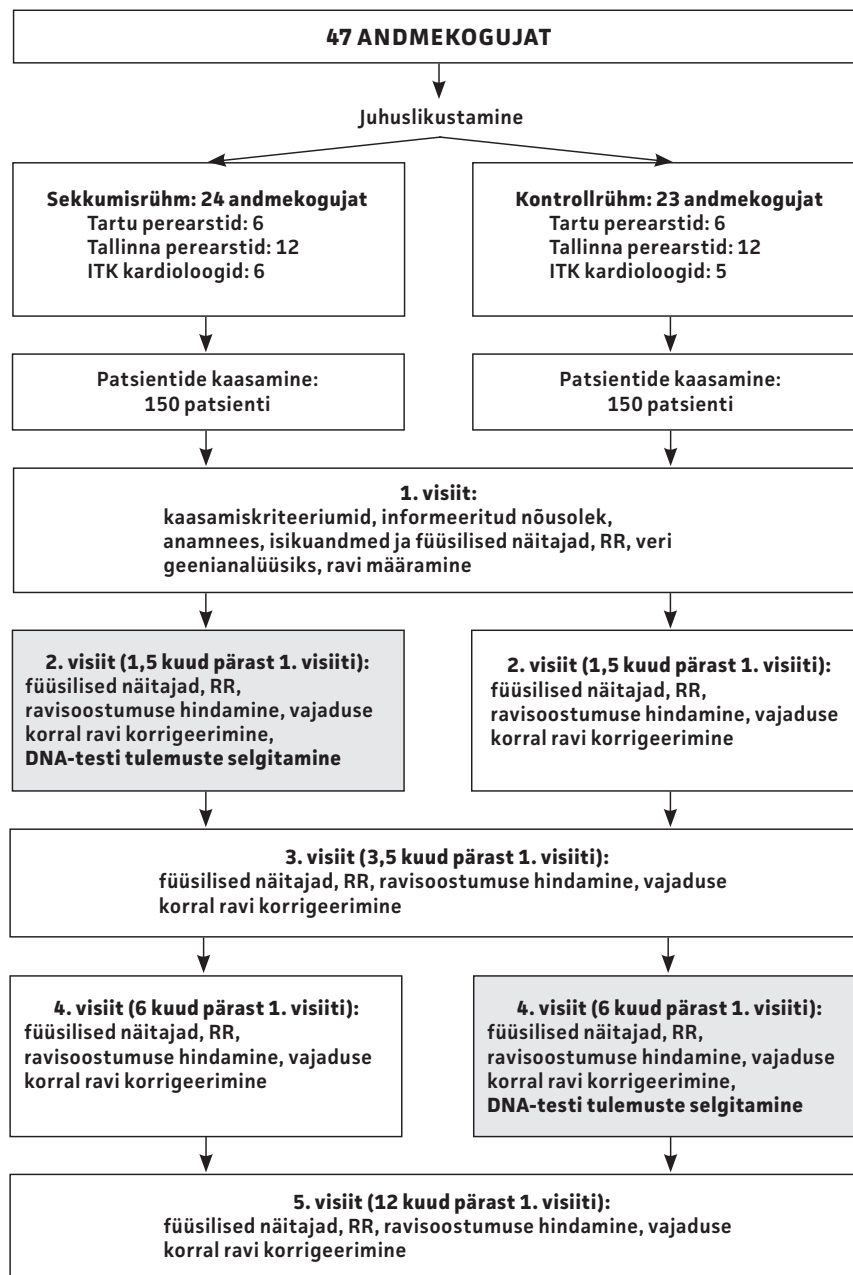 47 ANDMEKOGUJAT
Juhuslikustamine
Sekkumisrühm: 24 andmekogujat
Tartu perearstid: 6
Tallinna perearstid: 12
ITK kardioloogid: 6
Kontrollrühm: 23 andmekogujat
Tartu perearstid: 6
Tallinna perearstid: 12
ITK kardioloogid: 5
Patsientide kaasamine:
150 patsienti
Patsientide kaasamine:
150 patsienti
1. visiit:
kaasamiskriteeriumid, informeeritud nõusolek,
anamnees, isikuandmed ja füüsilised näitajad, RR, veri
geenianalüüsiks, ravi määramine
2. visiit (1,5 kuud pärast 1. visiiti):
füüsilised näitajad, RR,
ravisoostumuse hindamine, vajaduse
korral ravi korrigeerimine,
DNA-testi tulemuste selgitamine
2. visiit (1,5 kuud pärast 1. visiiti):
füüsilised näitajad, RR,
ravisoostumuse hindamine, vajaduse
korral ravi korrigeerimine
3. visiit (3,5 kuud pärast 1. visiiti):
füüsilised näitajad, RR, ravisoostumuse hindamine, vajaduse
korral ravi korrigeerimine
4. visiit (6 kuud pärast 1. visiiti):
füüsilised näitajad, RR,
ravisoostumuse hindamine, vajaduse
korral ravi korrigeerimine
4. visiit (6 kuud pärast 1. visiiti):
füüsilised näitajad, RR,
ravisoostumuse hindamine, vajaduse
korral ravi korrigeerimine,
DNA-testi tulemuste selgitamine
5. visiit (12 kuud pärast 1. visiiti):
füüsilised näitajad, RR, ravisoostumuse hindamine, vajaduse
korral ravi korrigeerimine